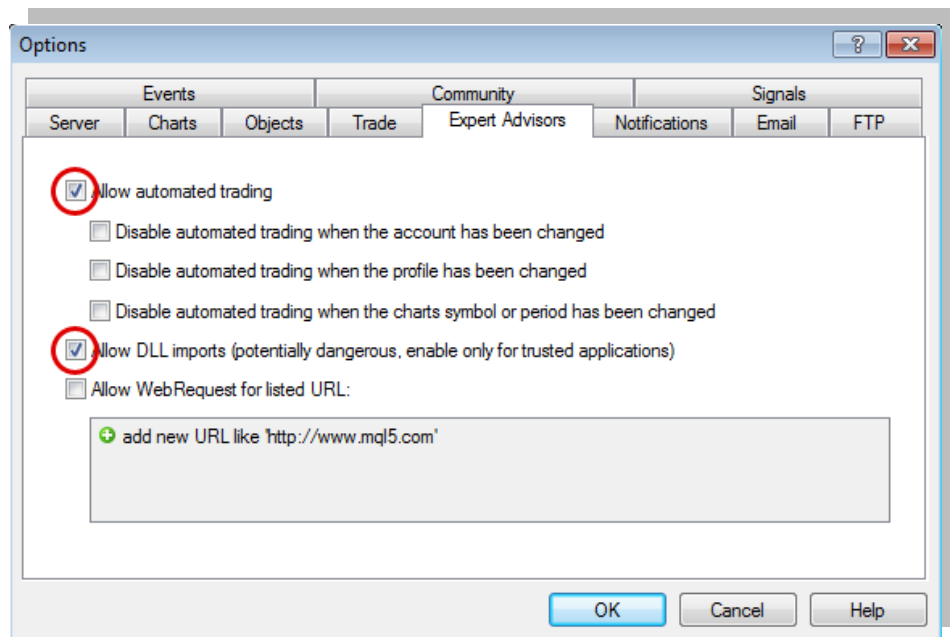 Options
Events Community Signals
Server Charts Objects Trade Expert Advisors Notifications Email FTP
Allow automated trading
Disable automated trading when the account has been changed
Disable automated trading when the profile has been changed
Disable automated trading when the charts symbol or period has been changed
Allow DLL imports (potentially dangerous, enable only for trusted applications)
Allow WebRequest for listed URL:
add new URL like 'http://www.mql5.com'
OK Cancel Help